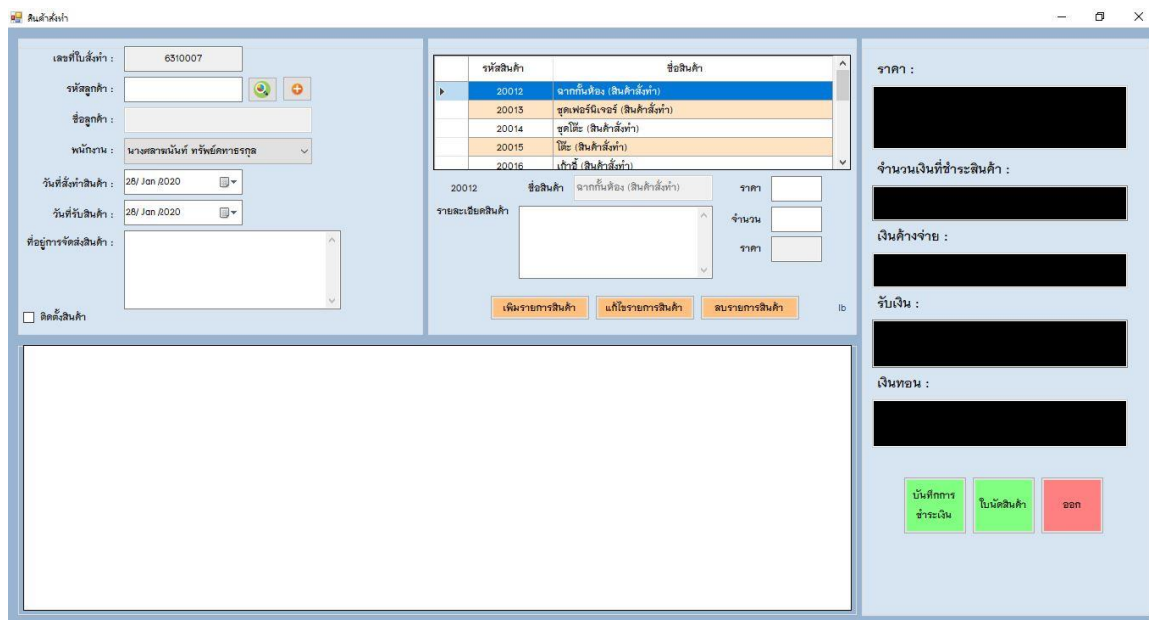 สินค้าสั่งทำ
เลขที่ใบสั่งทำ : 6310007
รหัสลูกค้า :
ชื่อลูกค้า :
พนักงาน : นางศลาฆนันท์ ทรัพย์คทาธรกุล
วันที่สั่งทำสินค้า : 28/ Jan /2020
วันที่รับสินค้า : 28/ Jan /2020
ที่อยู่การจัดส่งสินค้า :
ติดตั้งสินค้า
รหัสสินค้า ชื่อสินค้า
20012 ฉากกั้นห้อง (สินค้าสั่งทำ)
20013 ชุดเฟอร์นิเจอร์ (สินค้าสั่งทำ)
20014 ชุดโต๊ะ (สินค้าสั่งทำ)
20015 โต๊ะ (สินค้าสั่งทำ)
20016 เก้าอี้ (สินค้าสั่งทำ)
20012 ชื่อสินค้า ฉากกั้นห้อง (สินค้าสั่งทำ) ราคา
รายละเอียดสินค้า จำนวน
ราคา
เพิ่มรายการสินค้า แก้ไขรายการสินค้า ลบรายการสินค้า lb
ราคา :
จำนวนเงินที่ชำระสินค้า :
เงินค้างจ่าย :
รับเงิน :
เงินทอน :
บันทึกการ
ชำระเงิน
ใบนัดสินค้า
ออก